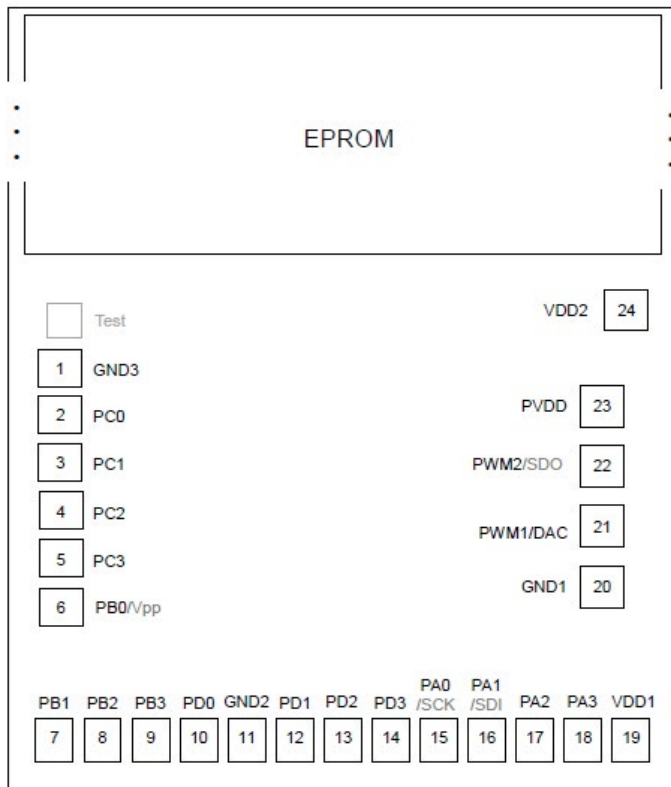 EPROM
Test
VDD2 24
1 GND3
2 PC0
PVDD 23
3 PC1
PWM2/SDO 22
4 PC2
PWM1/DAC 21
5 PC3
GND1 20
6 PB0/Vpp
PB1 PB2 PB3 PD0 GND2 PD1 PD2 PD3 PA0/SCK PA1/SDI PA2 PA3 VDD1
7 8 9 10 11 12 13 14 15 16 17 18 19